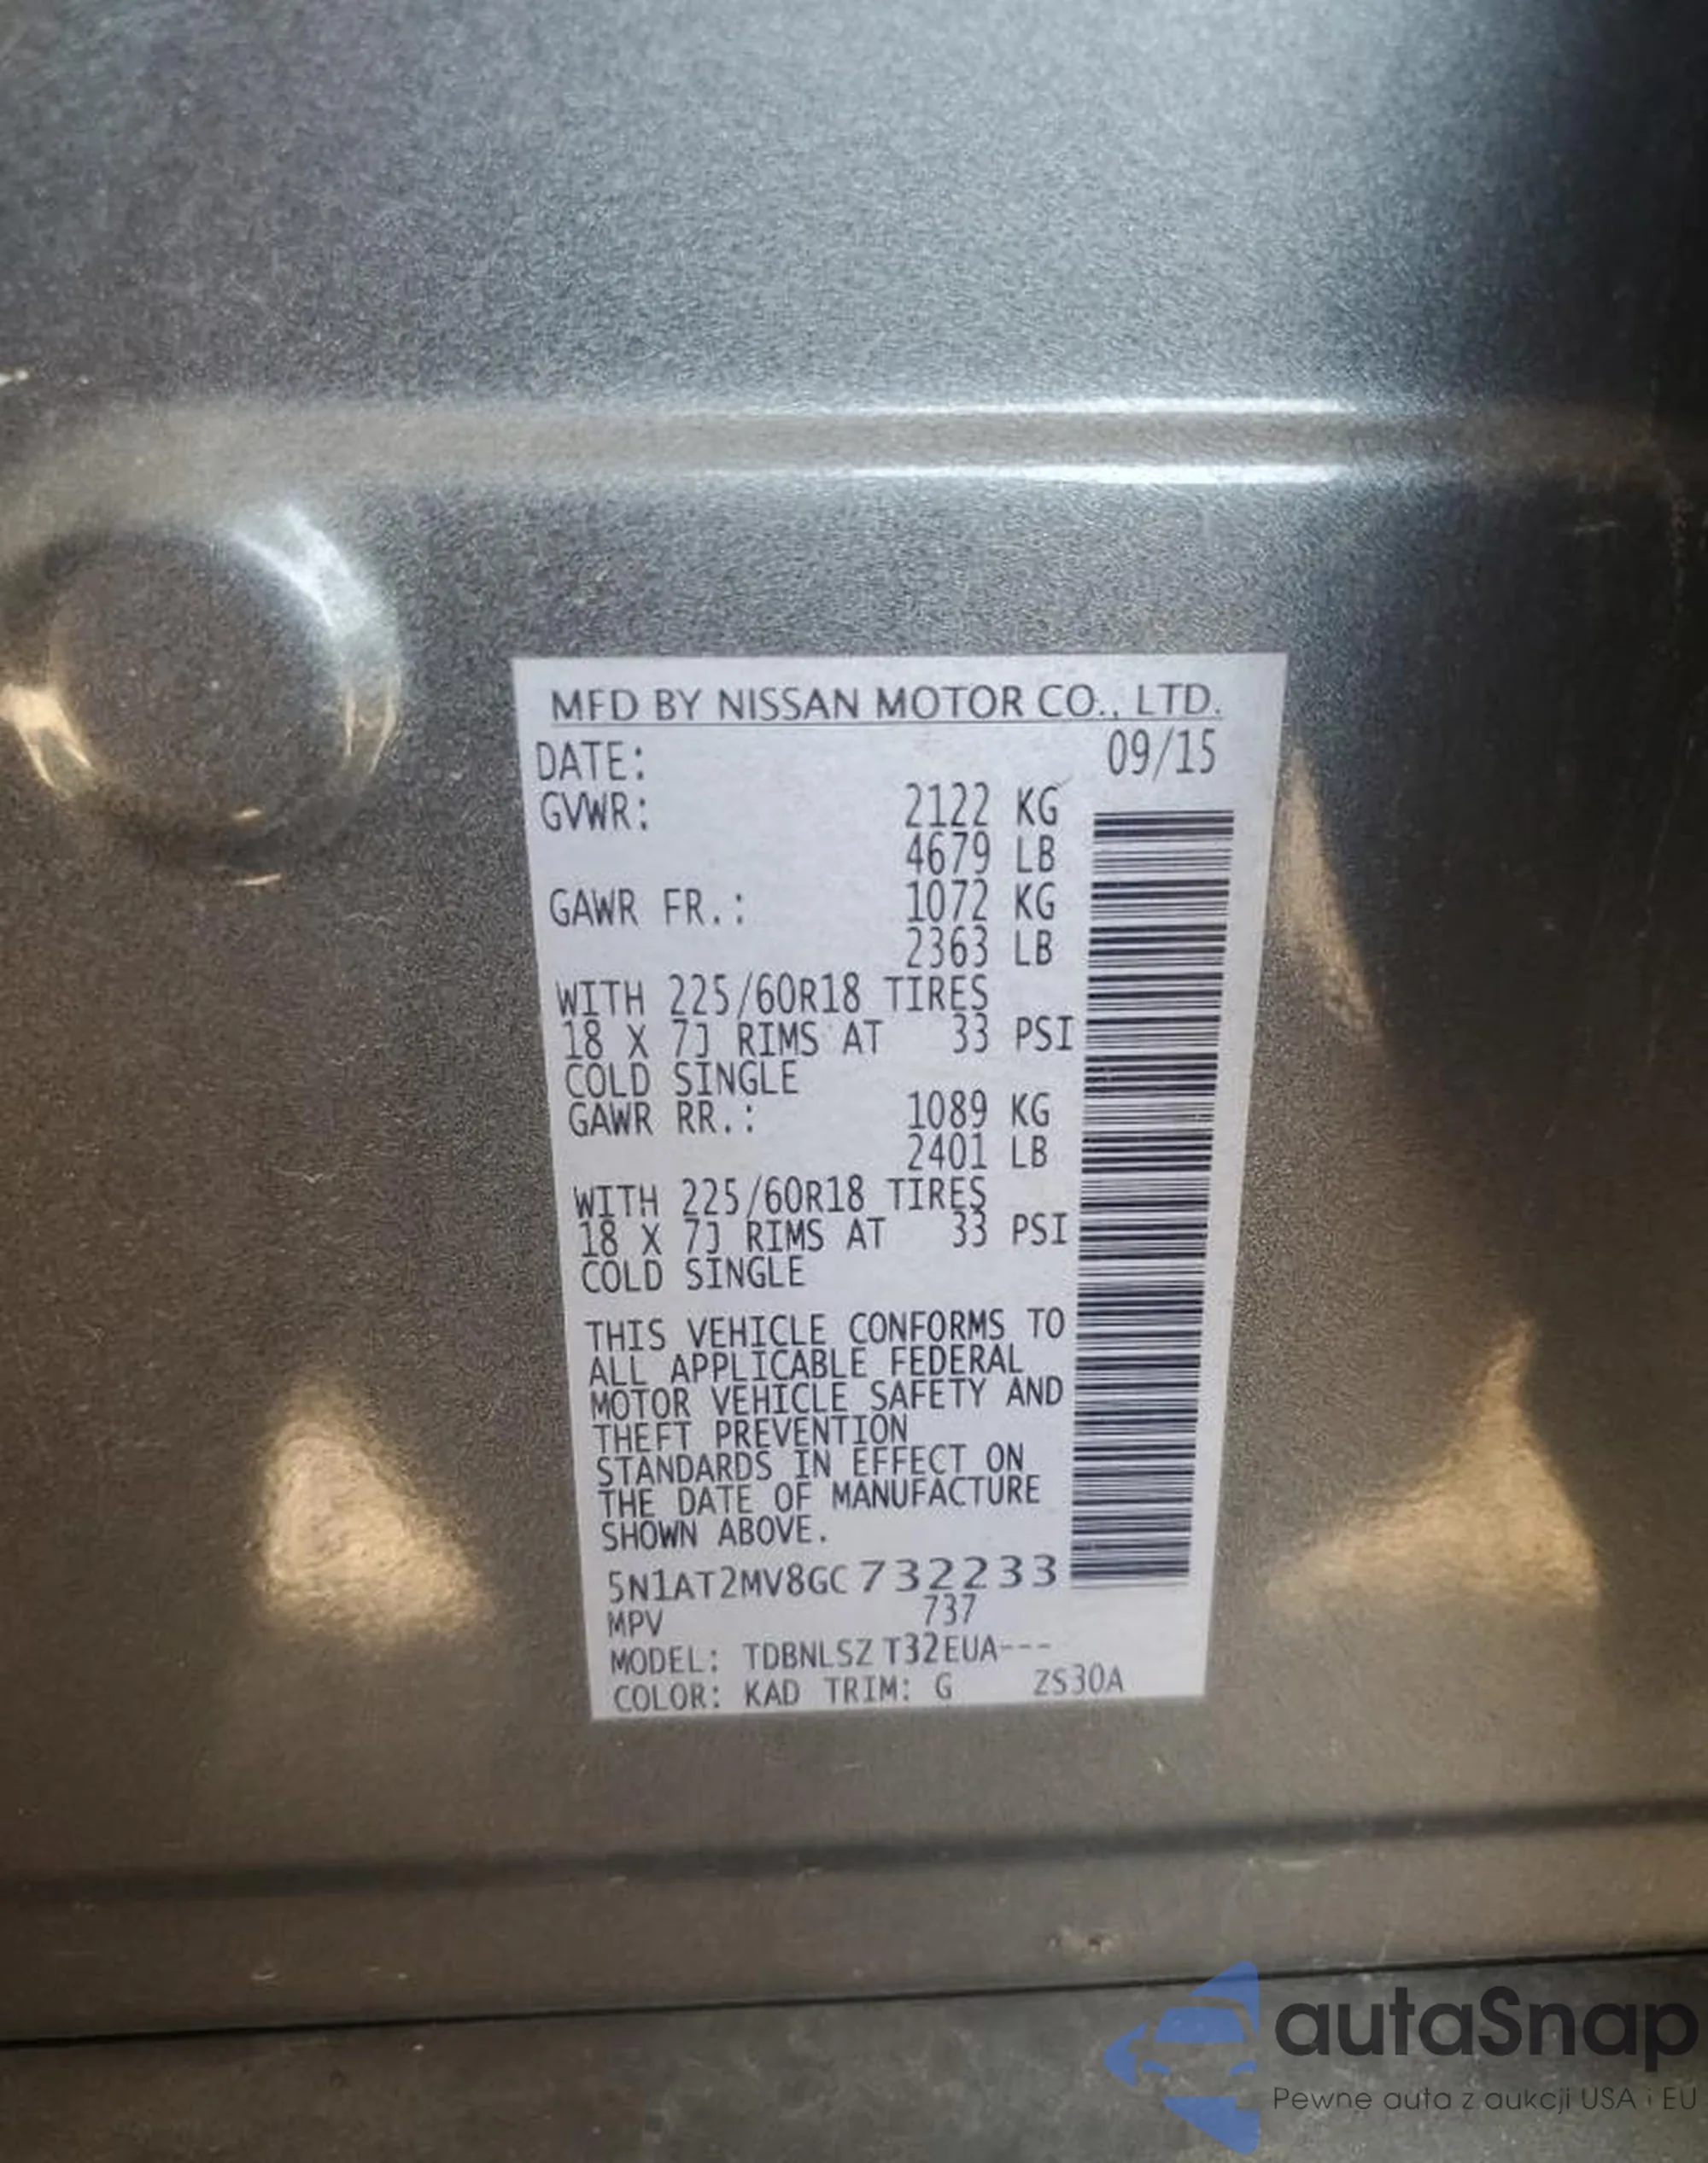 MFD BY NISSAN MOTOR CO., LTD.
DATE: 09/15
GVWR: 2122 KG
4679 LB
GAWR FR.: 1072 KG
2363 LB
WITH 225/60R18 TIRES
18 X 7J RIMS AT 33 PSI
COLD SINGLE
GAWR RR.: 1089 KG
2401 LB
WITH 225/60R18 TIRES
18 X 7J RIMS AT 33 PSI
COLD SINGLE
THIS VEHICLE CONFORMS TO
ALL APPLICABLE FEDERAL
MOTOR VEHICLE SAFETY AND
THEFT PREVENTION
STANDARDS IN EFFECT ON
THE DATE OF MANUFACTURE
SHOWN ABOVE.
5N1AT2MV8GC732233
MPV 737
MODEL: TDBNLSZ T32EUA---
COLOR: KAD TRIM: G ZS30A
autaSnap
Pewne auta z aukcji USA i EU